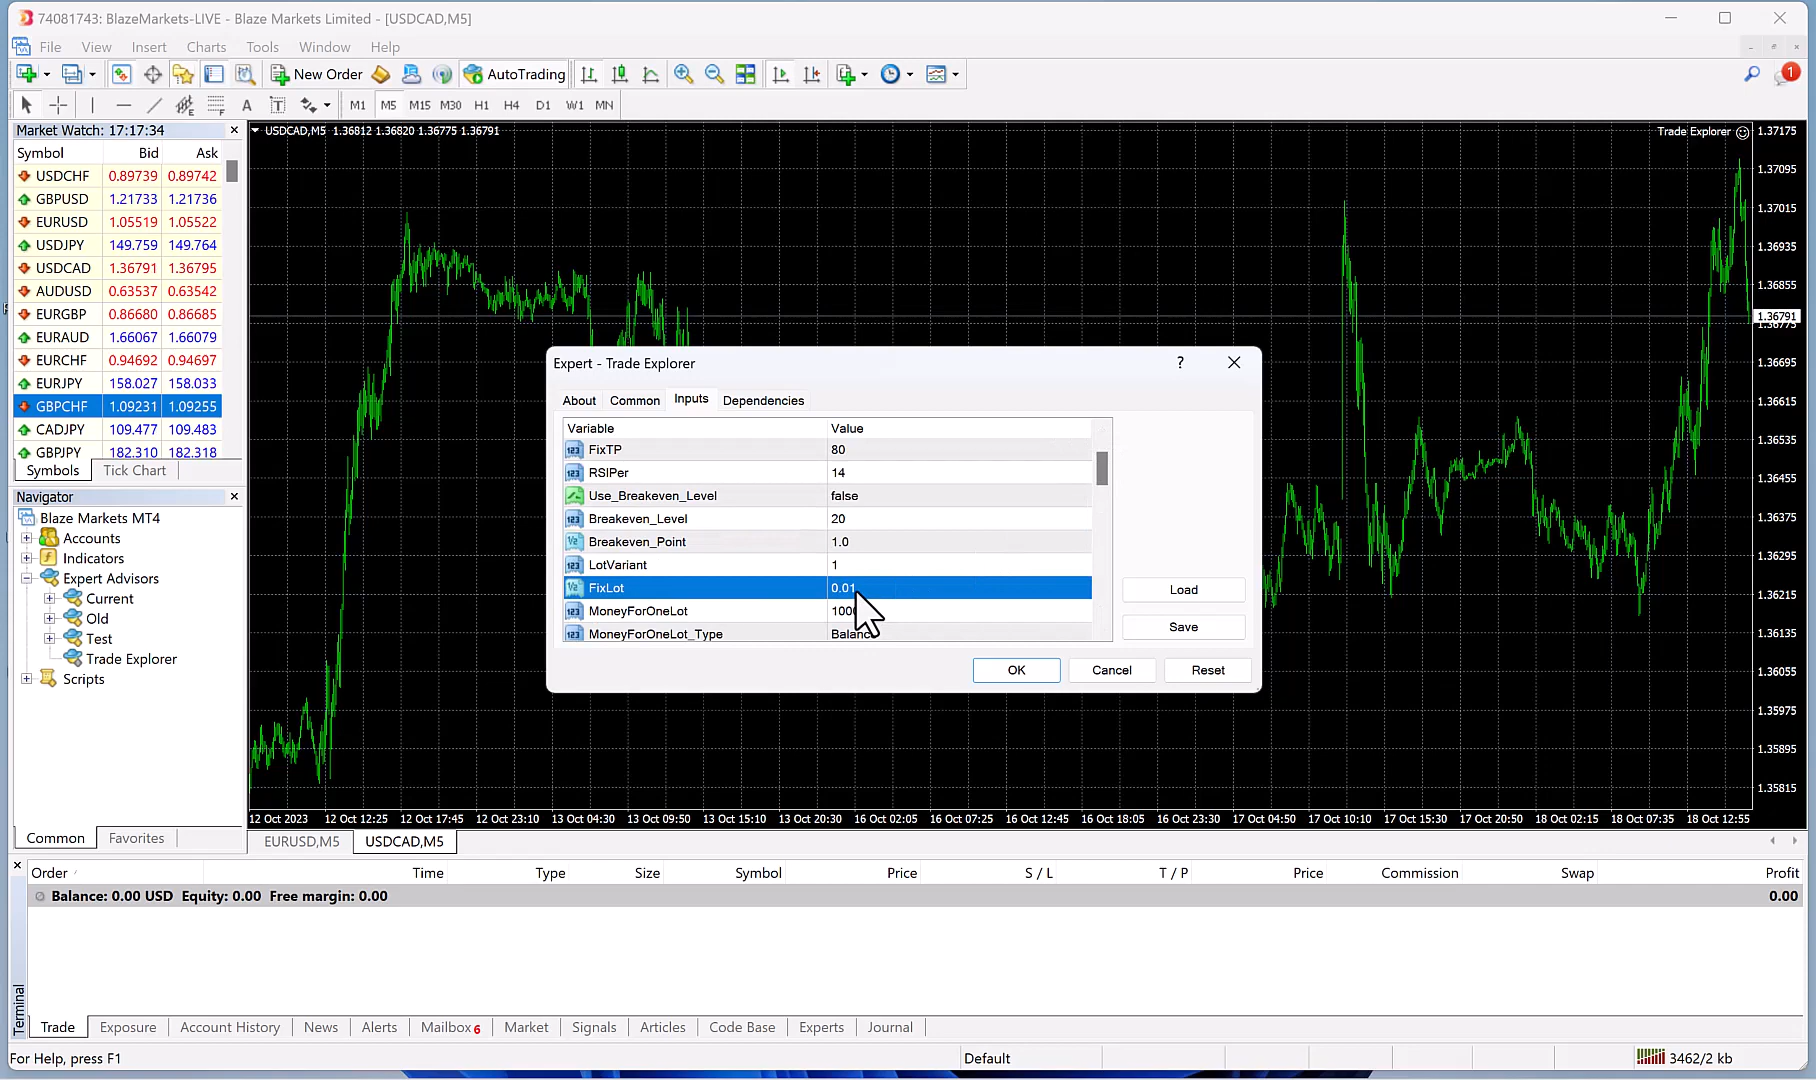 74081743: BlazeMarkets-LIVE - Blaze Markets Limited - [USDCAD,M5]
File View Insert Charts Tools Window Help
New Order AutoTrading
A T M1 M5 M15 M30 H1 H4 D1 W1 MN
1
Market Watch: 17:17:34
Symbol Bid Ask
USDCHF 0.89739 0.89742
GBPUSD 1.21733 1.21736
EURUSD 1.05519 1.05522
USDJPY 149.759 149.764
USDCAD 1.36791 1.36795
AUDUSD 0.63537 0.63542
EURGBP 0.86680 0.86685
EURAUD 1.66067 1.66079
EURCHF 0.94692 0.94697
EURJPY 158.027 158.033
GBPCHF 1.09231 1.09255
CADJPY 109.477 109.483
GBPJPY 182.310 182.318
Symbols Tick Chart
Navigator
Blaze Markets MT4
Accounts
Indicators
Expert Advisors
Current
Old
Test
Trade Explorer
Scripts
Common Favorites
USDCAD,M5 1.36812 1.36820 1.36775 1.36791
Trade Explorer
1.37175
1.37095
1.37015
1.36935
1.36855
1.36791
1.36775
1.36695
1.36615
1.36535
1.36455
1.36375
1.36295
1.36215
1.36135
1.36055
1.35975
1.35895
1.35815
12 Oct 2023 12 Oct 12:25 12 Oct 17:45 12 Oct 23:10 13 Oct 04:30 13 Oct 09:50 13 Oct 15:10 13 Oct 20:30 16 Oct 02:05 16 Oct 07:25 16 Oct 12:45 16 Oct 18:05 16 Oct 23:30 17 Oct 04:50 17 Oct 10:10 17 Oct 15:30 17 Oct 20:50 18 Oct 02:15 18 Oct 07:35 18 Oct 12:55
EURUSD,M5 USDCAD,M5
Expert - Trade Explorer ?
About Common Inputs Dependencies
Variable Value
FixTP 80
RSIPer 14
Use_Breakeven_Level false
Breakeven_Level 20
Breakeven_Point 1.0
LotVariant 1
FixLot 0.01
MoneyForOneLot
MoneyForOneLot_Type
Load
Save
OK Cancel Reset
Order Time Type Size Symbol Price S / L T / P Price Commission Swap Profit
Balance: 0.00 USD Equity: 0.00 Free margin: 0.00 0.00
Terminal
Trade Exposure Account History News Alerts Mailbox 6 Market Signals Articles Code Base Experts Journal
For Help, press F1 Default 3462/2 kb